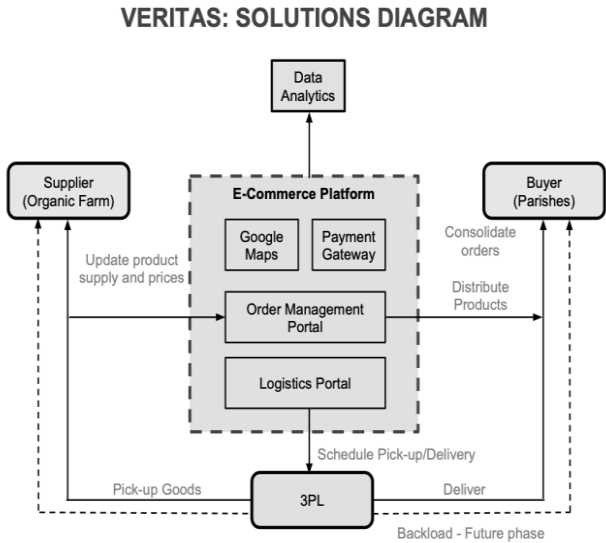 VERITAS: SOLUTIONS DIAGRAM
Data
Analytics
Supplier
(Organic Farm)
E-Commerce Platform
Buyer
(Parishes)
Google
Maps
Payment
Gateway
Consolidate
orders
Update product
supply and prices
Distribute
Products
Order Management
Portal
Logistics Portal
Schedule Pick-up/Delivery
Pick-up Goods
3PL
Deliver
Backload - Future phase